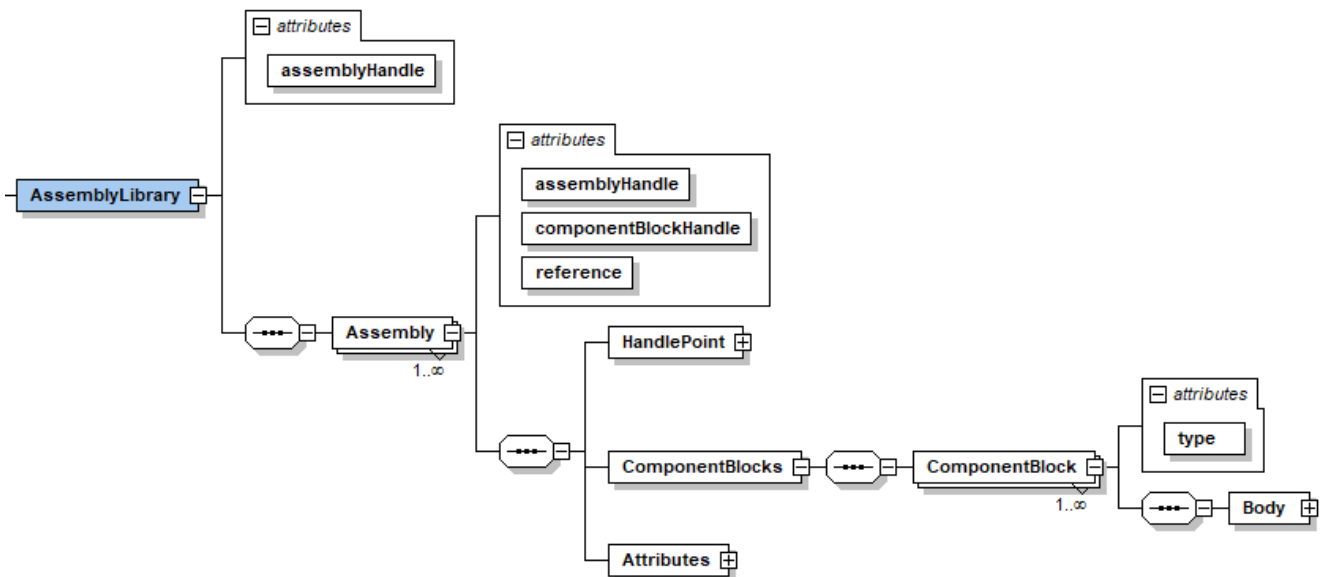 attributes
assemblyHandle
attributes
assemblyHandle
AssemblyLibrary
componentBlockHandle
reference
Assembly
1..∞
HandlePoint
attributes
type
ComponentBlocks
ComponentBlock
1..∞
Body
Attributes